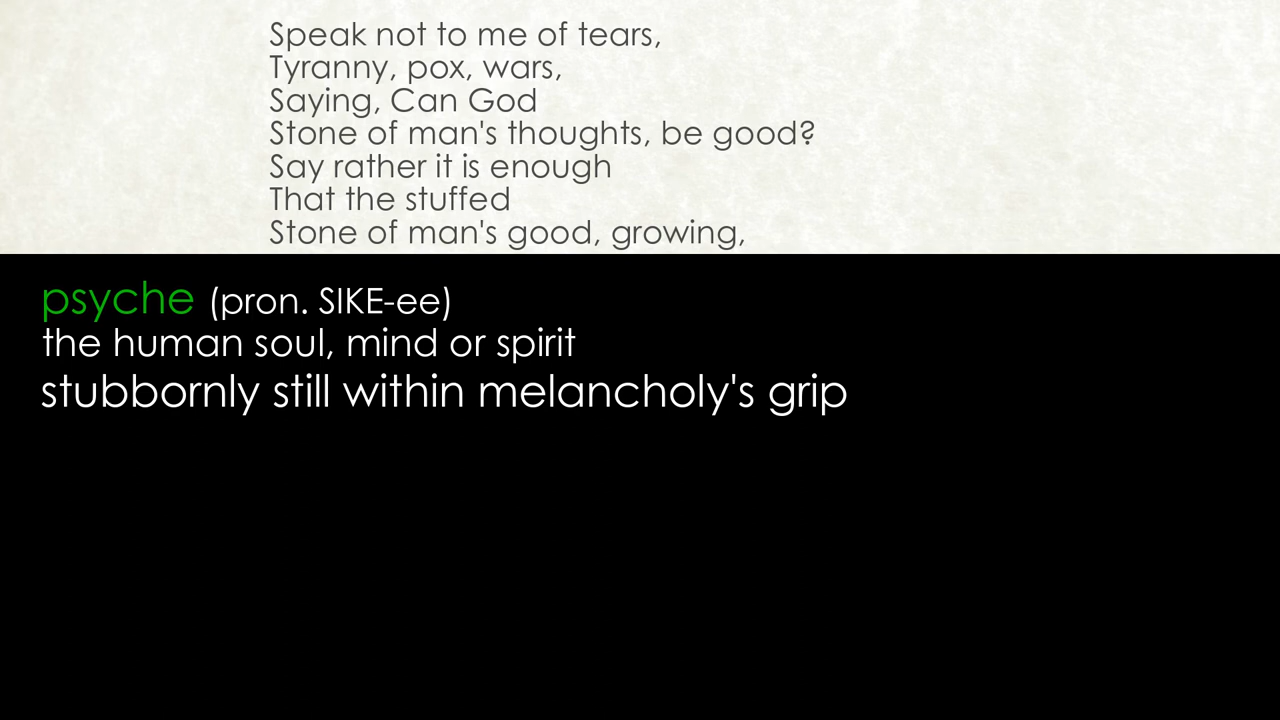 Speak not to me of tears,
Tyranny, pox, wars,
Saying, Can God
Stone of man's thoughts, be good?
Say rather it is enough
That the stuffed
Stone of man's good, growing,
psyche (pron. SIKE-ee)
the human soul, mind or spirit
stubbornly still within melancholy's grip